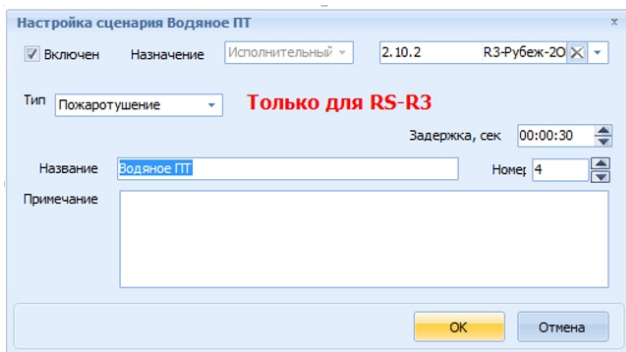 Настройка сценария Водяное ПТ x
Включен Назначение Исполнительный 2.10.2 R3-Рубеж-2О
Тип Пожаротушение Только для RS-R3
Задержка, сек 00:00:30
Название Водяное ПТ Номер 4
Примечание
ОК Отмена